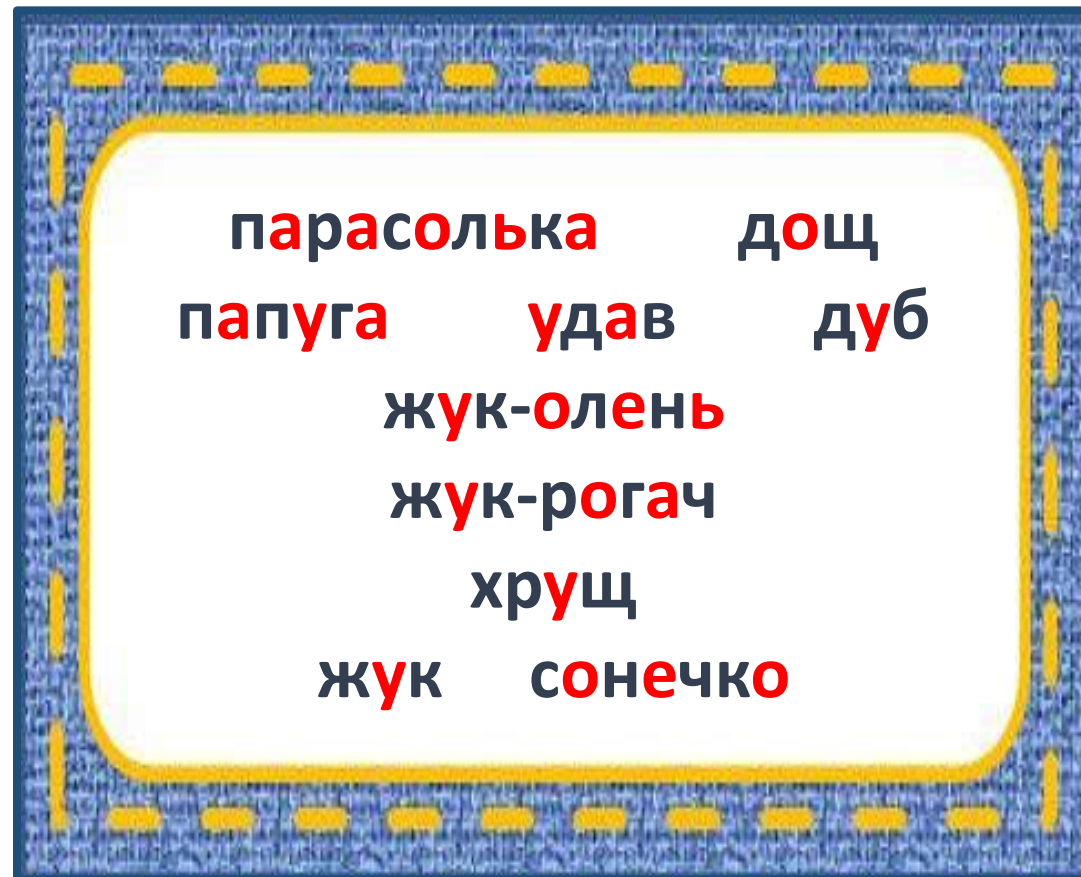 парасолька дощ
папуга удав дуб
жук-олень
жук-рогач
хрущ
жук сонечко